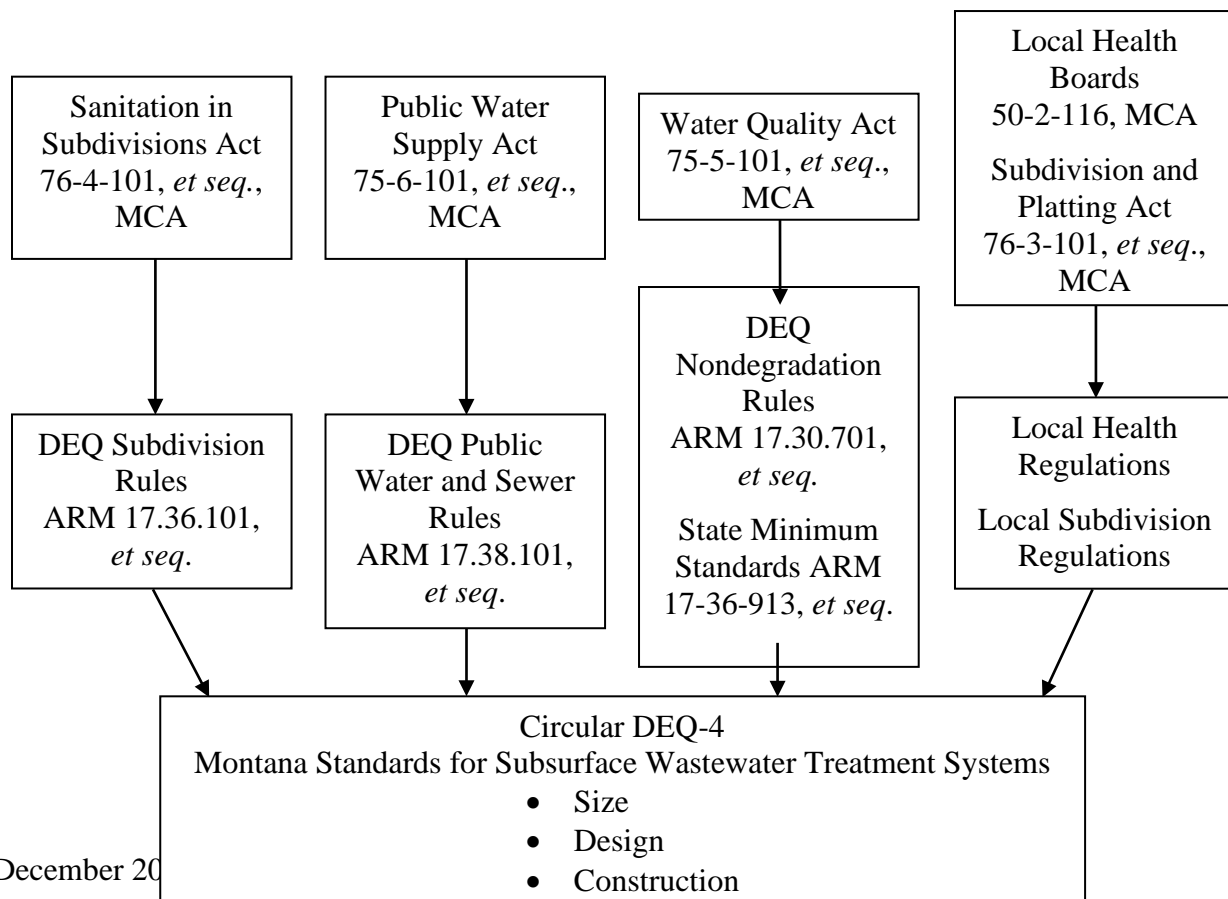 Sanitation in
Subdivisions Act
76-4-101, et seq.,
MCA
Public Water
Supply Act
75-6-101, et seq.,
MCA
Water Quality Act
75-5-101, et seq.,
MCA
Local Health
Boards
50-2-116, MCA
Subdivision and
Platting Act
76-3-101, et seq.,
MCA
DEQ Subdivision
Rules
ARM 17.36.101,
et seq.
DEQ Public
Water and Sewer
Rules
ARM 17.38.101,
et seq.
DEQ
Nondegradation
Rules
ARM 17.30.701,
et seq.
State Minimum
Standards ARM
17-36-913, et seq.
Local Health
Regulations
Local Subdivision
Regulations
Circular DEQ-4
Montana Standards for Subsurface Wastewater Treatment Systems
• Size
• Design
• Construction
December 20